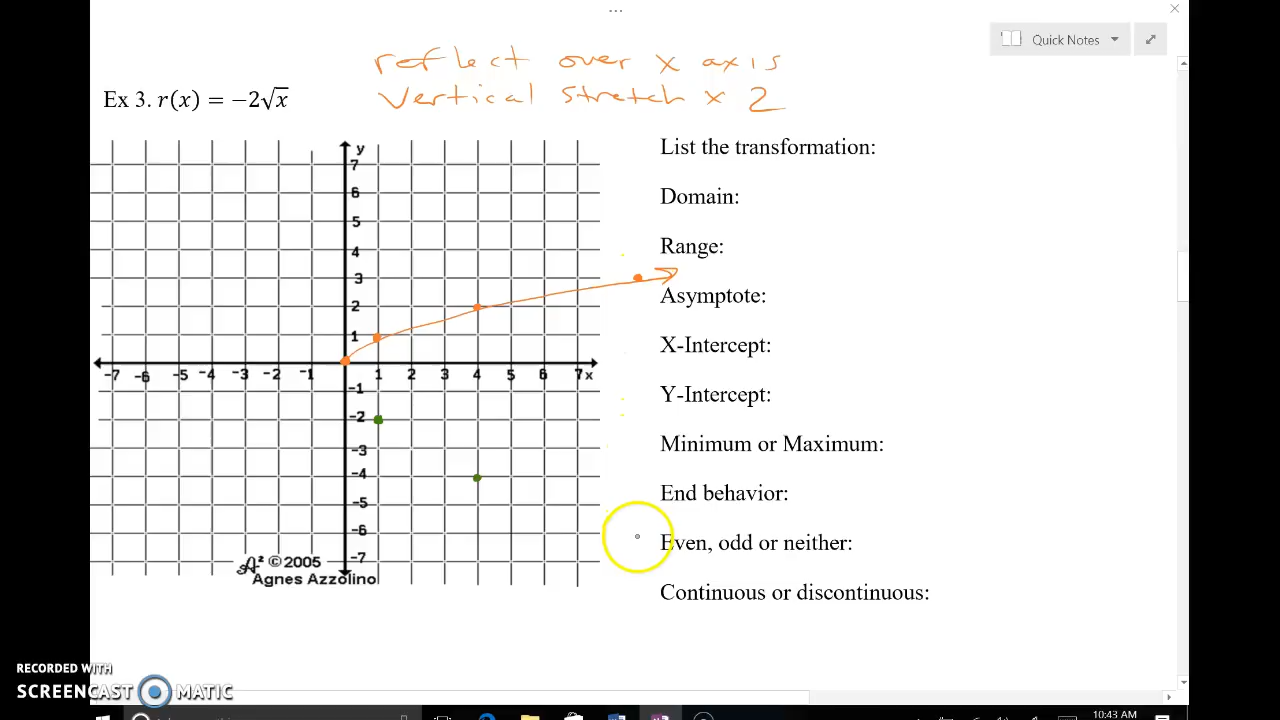 Quick Notes
reflect over x axis
Ex 3. r(x) = −2√x
Vertical stretch x 2
y
7
6
5
4
3
2
1
-7 -6 -5 -4 -3 -2 -1 1 2 3 4 5 6 7x
-1
-2
-3
-4
-5
-6
-7
A² ©2005
Agnes Azzolino
List the transformation:
Domain:
Range:
Asymptote:
X-Intercept:
Y-Intercept:
Minimum or Maximum:
End behavior:
Even, odd or neither:
Continuous or discontinuous:
RECORDED WITH
SCREENCAST MATIC
10:43 AM